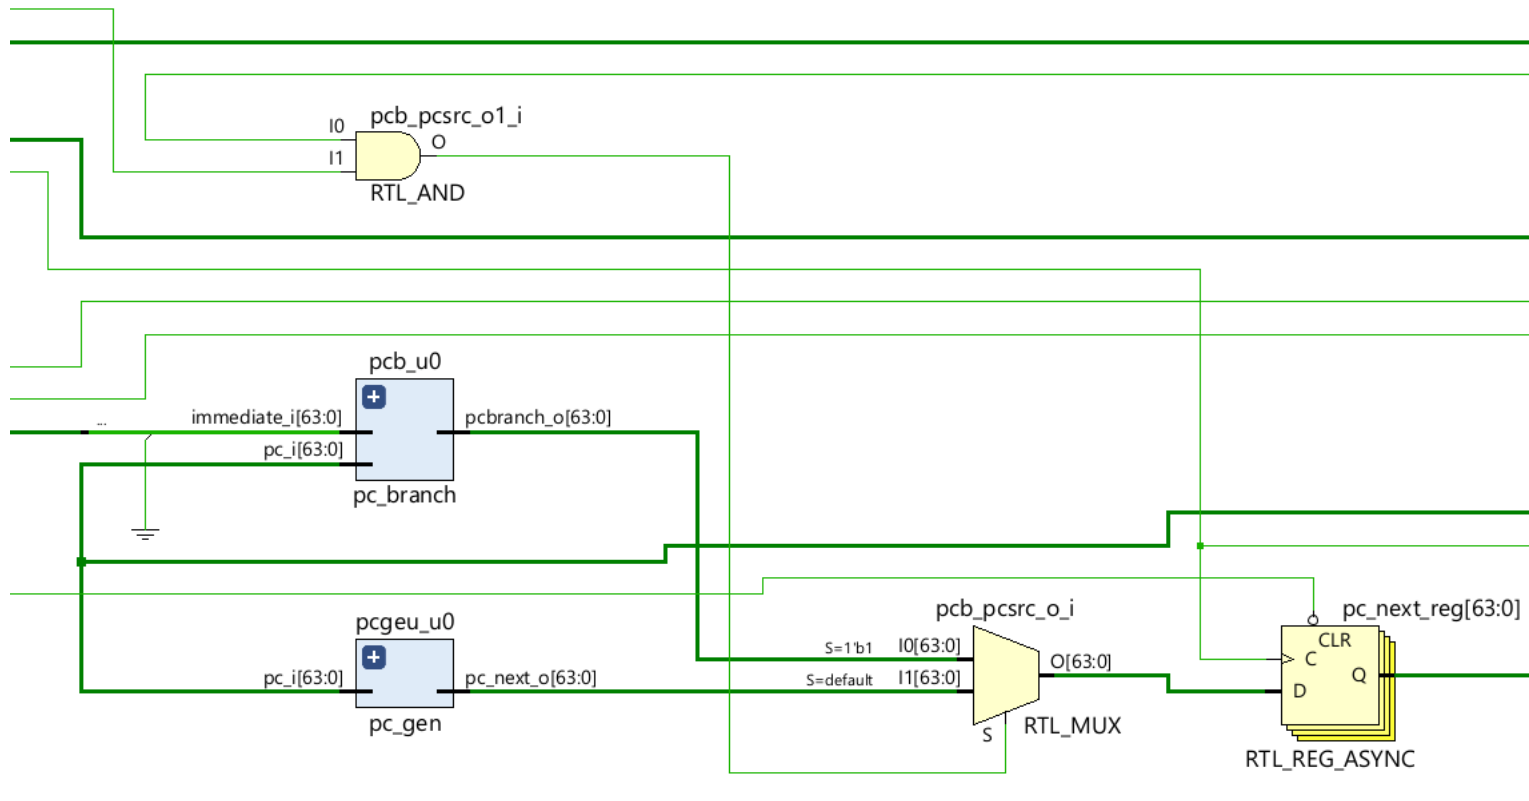 pcb_pcsrc_o1_i
I0
O
I1
RTL_AND
pcb_u0
... immediate_i[63:0] pcbranch_o[63:0]
pc_i[63:0]
pc_branch
pcgeu_u0
pc_i[63:0] pc_next_o[63:0]
pc_gen
pcb_pcsrc_o_i
S=1'b1 I0[63:0]
O[63:0]
S=default I1[63:0]
S
RTL_MUX
pc_next_reg[63:0]
CLR
C
Q
D
RTL_REG_ASYNC